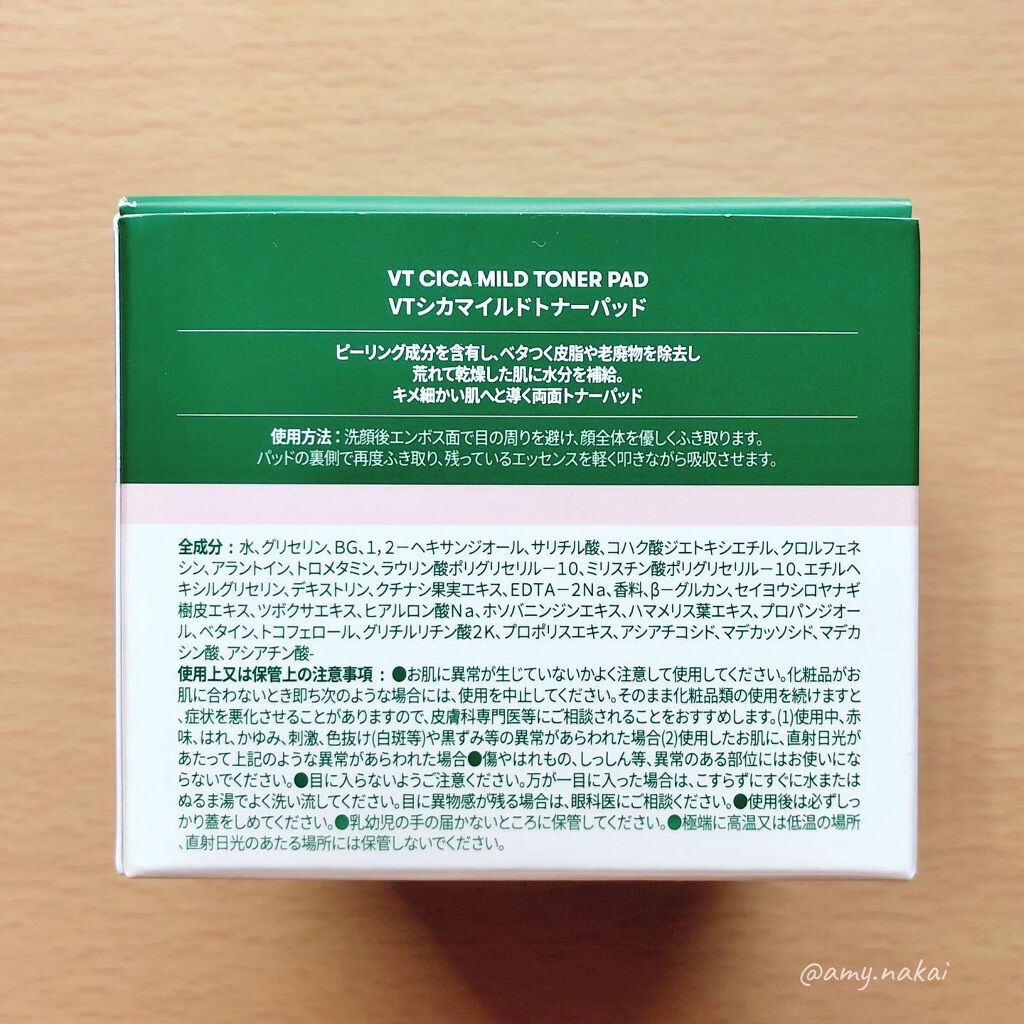 VT CICA MILD TONER PAD
VTシカマイルドトナーパッド
ピーリング成分を含有し、ベタつく皮脂や老廃物を除去し
荒れて乾燥した肌に水分を補給。
キメ細かい肌へと導く両面トナーパッド
使用方法：洗顔後エンボス面で目の周りを避け、顔全体を優しくふき取ります。
パッドの裏側で再度ふき取り、残っているエッセンスを軽く叩きながら吸収させます。
全成分：水、グリセリン、BG、1，2－ヘキサンジオール、サリチル酸、コハク酸ジエトキシエチル、クロルフェネ
シン、アラントイン、トロメタミン、ラウリン酸ポリグリセリル－10、ミリスチン酸ポリグリセリル－10、エチルヘ
キシルグリセリン、デキストリン、クチナシ果実エキス、EDTA－2Na、香料、β－グルカン、セイヨウシロヤナギ
樹皮エキス、ツボクサエキス、ヒアルロン酸Na、ホソバニンジンエキス、ハマメリス葉エキス、プロパンジオー
ル、ベタイン、トコフェロール、グリチルリチン酸2K、プロポリスエキス、アシアチコシド、マデカッソシド、マデカ
シン酸、アシアチン酸-
使用上又は保管上の注意事項：●お肌に異常が生じていないかよく注意して使用してください。化粧品がお
肌に合わないとき即ち次のような場合には、使用を中止してください。そのまま化粧品類の使用を続けますと
、症状を悪化させることがありますので、皮膚科専門医等にご相談されることをおすすめします。(1)使用中、赤
味、はれ、かゆみ、刺激、色抜け(白斑等)や黒ずみ等の異常があらわれた場合(2)使用したお肌に、直射日光が
あたって上記のような異常があらわれた場合●傷やはれもの、しっしん等、異常のある部位にはお使いにな
らないでください。●目に入らないようご注意ください。万が一目に入った場合は、こすらずにすぐに水または
ぬるま湯でよく洗い流してください。目に異物感が残る場合は、眼科医にご相談ください。●使用後は必ずしっ
かり蓋をしめてください。●乳幼児の手の届かないところに保管してください。●極端に高温又は低温の場所
、直射日光のあたる場所には保管しないでください。
@amy.nakai